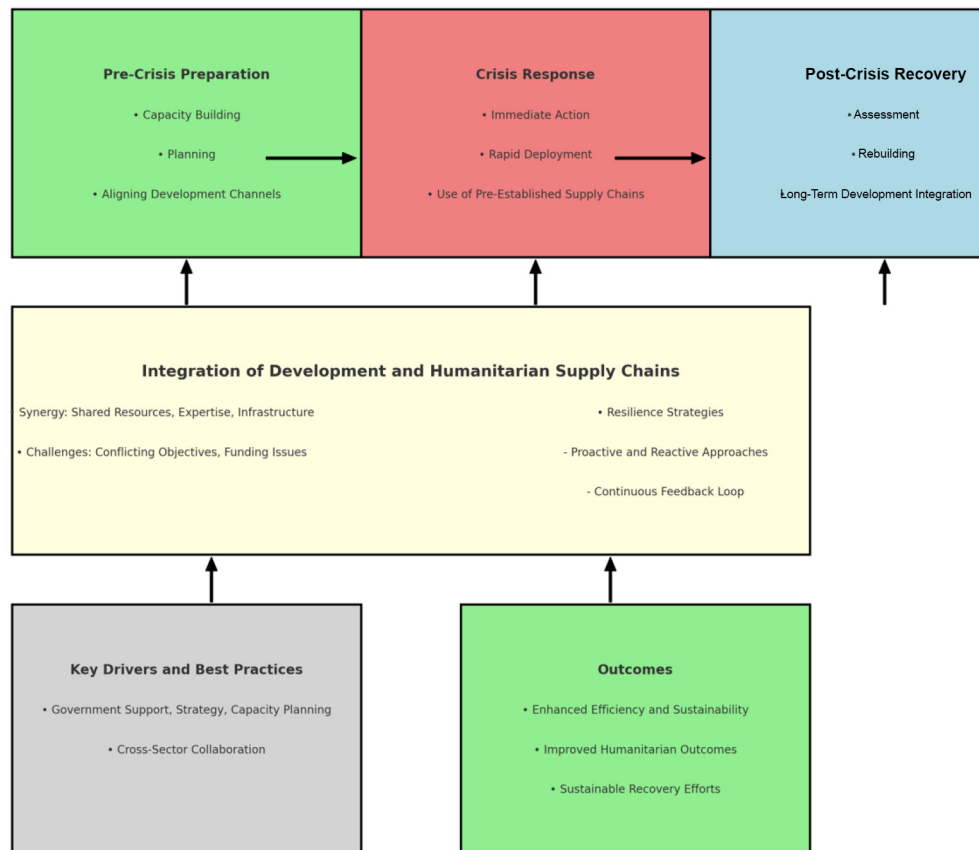 Pre-Crisis Preparation
• Capacity Building
• Planning
• Aligning Development Channels
Crisis Response
• Immediate Action
• Rapid Deployment
• Use of Pre-Established Supply Chains
Post-Crisis Recovery
• Assessment
• Rebuilding
Long-Term Development Integration
Integration of Development and Humanitarian Supply Chains
Synergy: Shared Resources, Expertise, Infrastructure
• Challenges: Conflicting Objectives, Funding Issues
• Resilience Strategies
- Proactive and Reactive Approaches
- Continuous Feedback Loop
Key Drivers and Best Practices
• Government Support, Strategy, Capacity Planning
• Cross-Sector Collaboration
Outcomes
• Enhanced Efficiency and Sustainability
• Improved Humanitarian Outcomes
• Sustainable Recovery Efforts